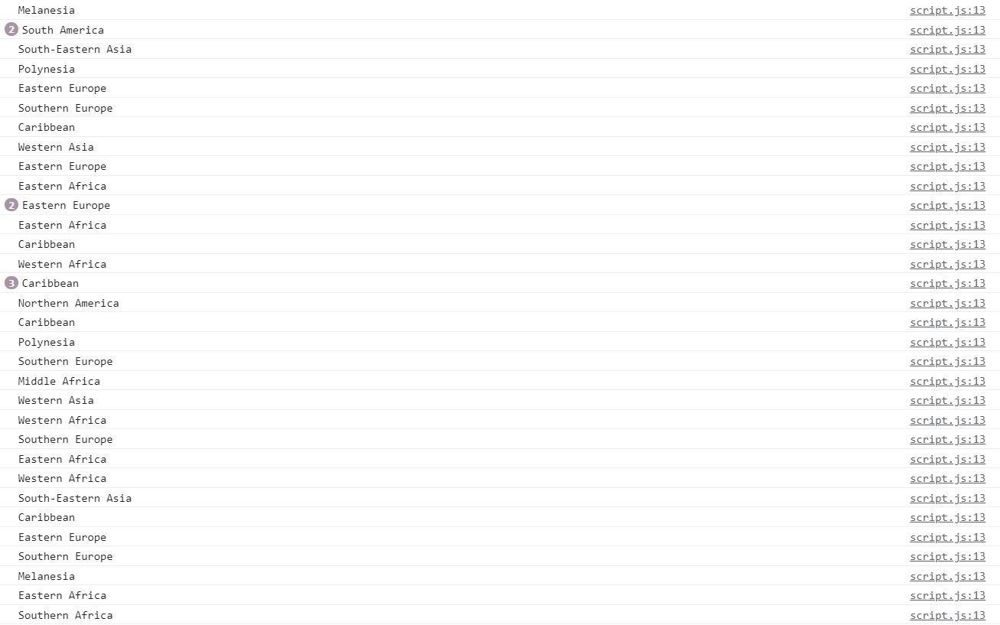 Melanesia script.js:13
2 South America script.js:13
South-Eastern Asia script.js:13
Polynesia script.js:13
Eastern Europe script.js:13
Southern Europe script.js:13
Caribbean script.js:13
Western Asia script.js:13
Eastern Europe script.js:13
Eastern Africa script.js:13
2 Eastern Europe script.js:13
Eastern Africa script.js:13
Caribbean script.js:13
Western Africa script.js:13
3 Caribbean script.js:13
Northern America script.js:13
Caribbean script.js:13
Polynesia script.js:13
Southern Europe script.js:13
Middle Africa script.js:13
Western Asia script.js:13
Western Africa script.js:13
Southern Europe script.js:13
Eastern Africa script.js:13
Western Africa script.js:13
South-Eastern Asia script.js:13
Caribbean script.js:13
Eastern Europe script.js:13
Southern Europe script.js:13
Melanesia script.js:13
Eastern Africa script.js:13
Southern Africa script.js:13